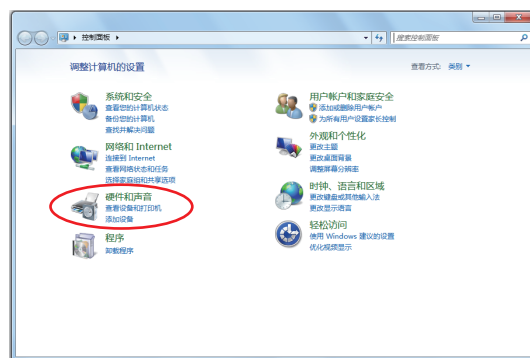 控制面板
搜索控制面板
调整计算机的设置
查看方式: 类别
系统和安全
查看您的计算机状态
备份您的计算机
查找并解决问题
网络和 Internet
连接到 Internet
查看网络状态和任务
选择家庭组和共享选项
硬件和声音
查看设备和打印机
添加设备
程序
卸载程序
用户帐户和家庭安全
添加或删除用户帐户
为所有用户设置家长控制
外观和个性化
更改主题
更改桌面背景
调整屏幕分辨率
时钟、语言和区域
更改键盘或其他输入法
更改显示语言
轻松访问
使用 Windows 建议的设置
优化视频显示